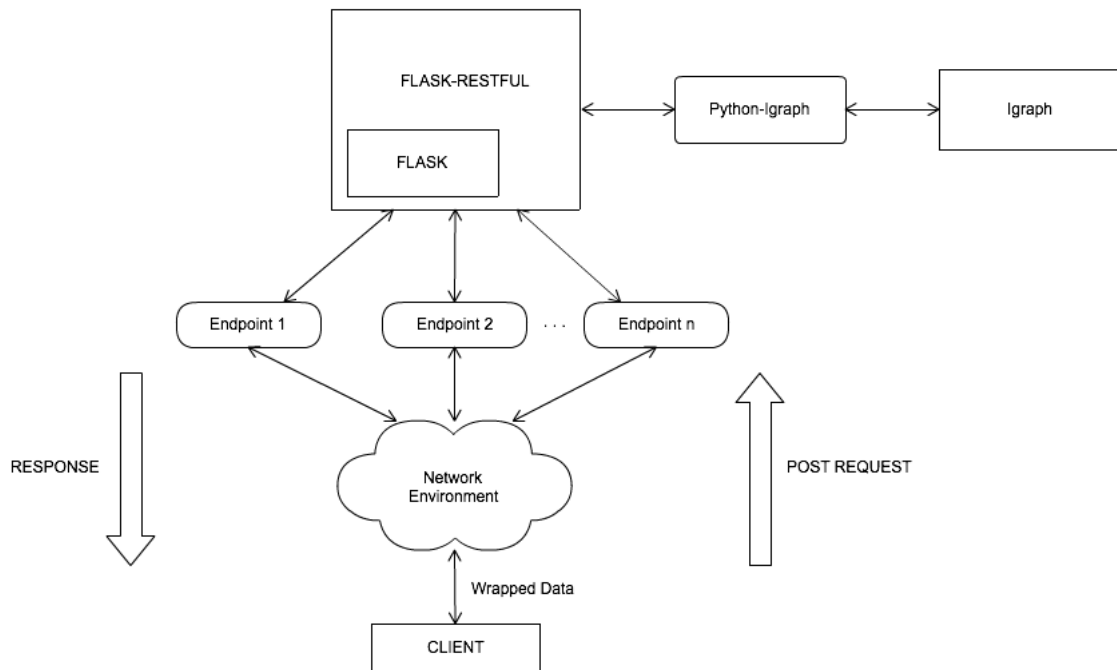 FLASK-RESTFUL
FLASK
Python-Igraph
Igraph
Endpoint 1
Endpoint 2
. . .
Endpoint n
RESPONSE
Network
Environment
POST REQUEST
Wrapped Data
CLIENT